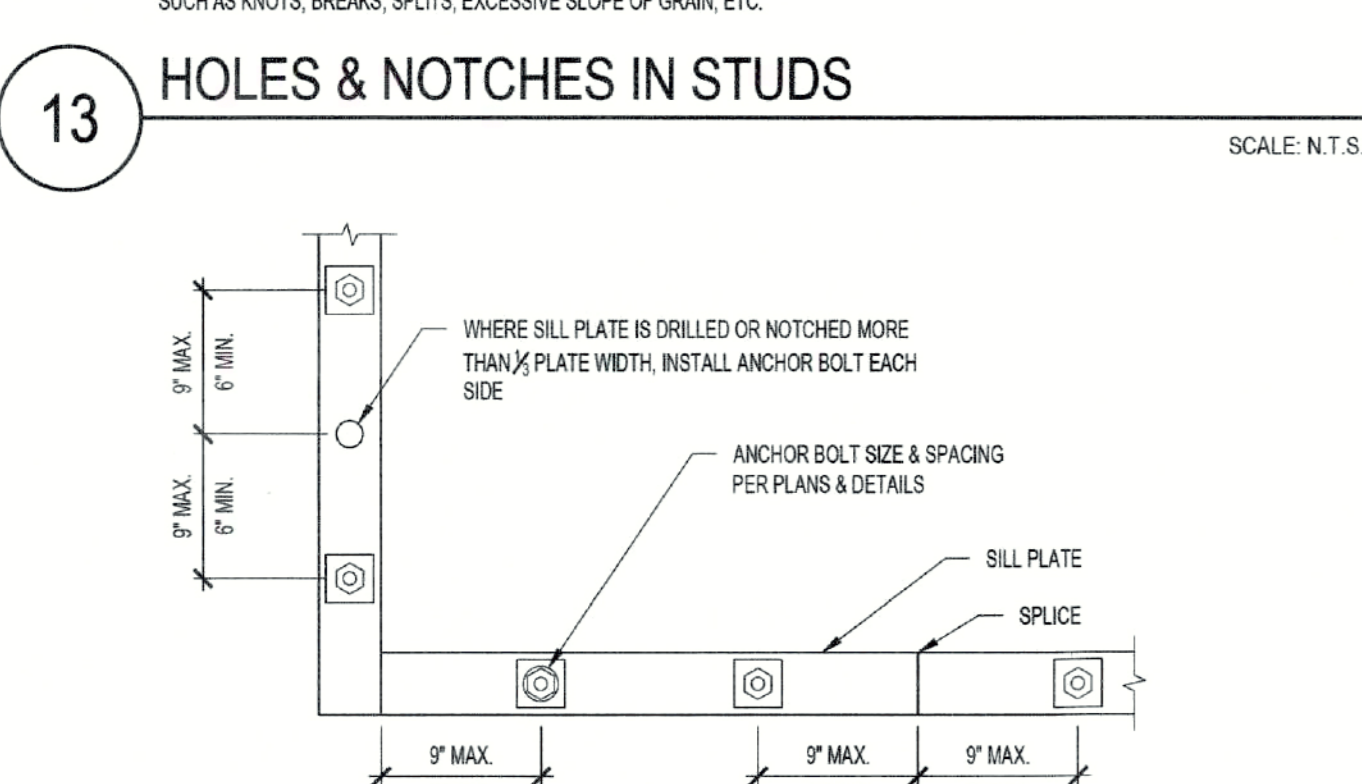 SUCH AS KNOTS, BREAKS, SPLITS, EXCESSIVE SLOPE OF GRAIN, ETC.
13
HOLES & NOTCHES IN STUDS
SCALE: N.T.S.
WHERE SILL PLATE IS DRILLED OR NOTCHED MORE
THAN ⅓ PLATE WIDTH, INSTALL ANCHOR BOLT EACH
SIDE
9" MAX.
6" MIN.
9" MAX.
6" MIN.
ANCHOR BOLT SIZE & SPACING
PER PLANS & DETAILS
SILL PLATE
SPLICE
9" MAX.
9" MAX.
9" MAX.